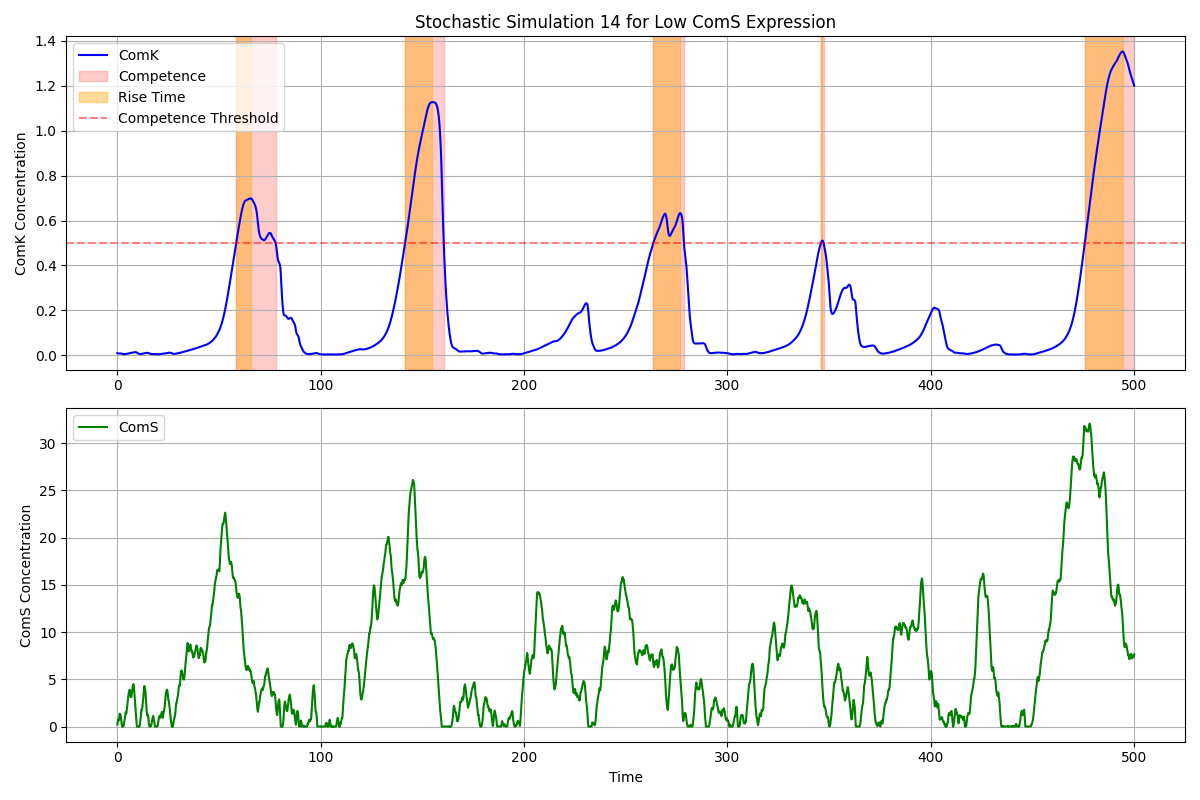 Stochastic Simulation 14 for Low ComS Expression
ComK Concentration
1.4
1.2
1.0
0.8
0.6
0.4
0.2
0.0
ComK
Competence
Rise Time
Competence Threshold
0 100 200 300 400 500
ComS Concentration
30
25
20
15
10
5
0
ComS
0 100 200 300 400 500
Time